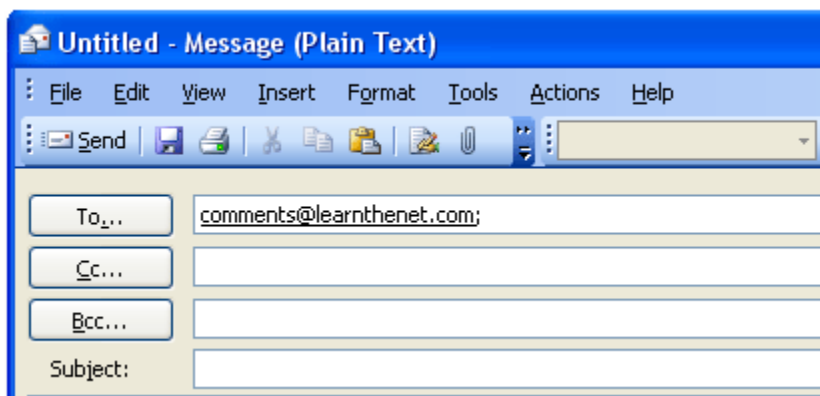 Untitled - Message (Plain Text)
File Edit View Insert Format Tools Actions Help
Send
To... comments@learnthenet.com;
Cc...
Bcc...
Subject: